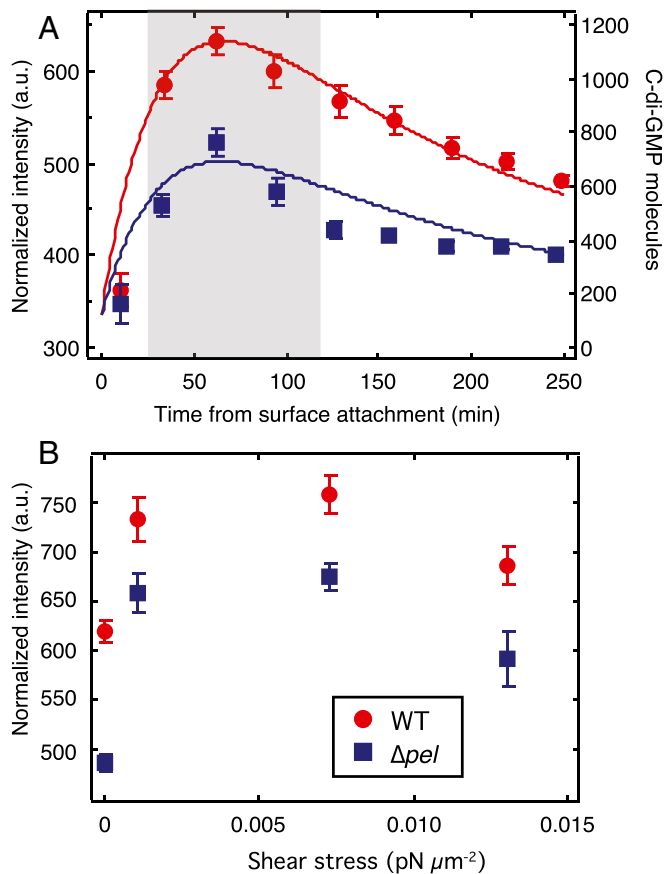 A
Normalized intensity (a.u.)
600
500
400
300
1200
1000
800
600
400
200
0
C-di-GMP molecules
0 50 100 150 200 250
Time from surface attachment (min)
B
Normalized intensity (a.u.)
750
700
650
600
550
500
WT
Δpel
0 0.005 0.010 0.015
Shear stress (pN µm⁻²)